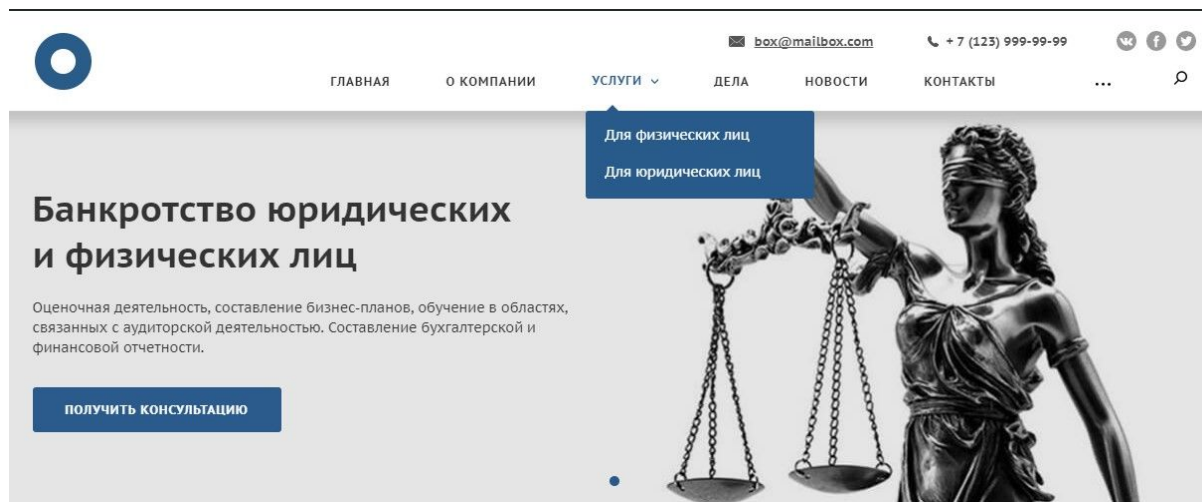 box@mailbox.com
+ 7 (123) 999-99-99
ГЛАВНАЯ
О КОМПАНИИ
УСЛУГИ
ДЕЛА
НОВОСТИ
КОНТАКТЫ
...
Для физических лиц
Для юридических лиц
Банкротство юридических
и физических лиц
Оценочная деятельность, составление бизнес-планов, обучение в областях,
связанных с аудиторской деятельностью. Составление бухгалтерской и
финансовой отчетности.
ПОЛУЧИТЬ КОНСУЛЬТАЦИЮ